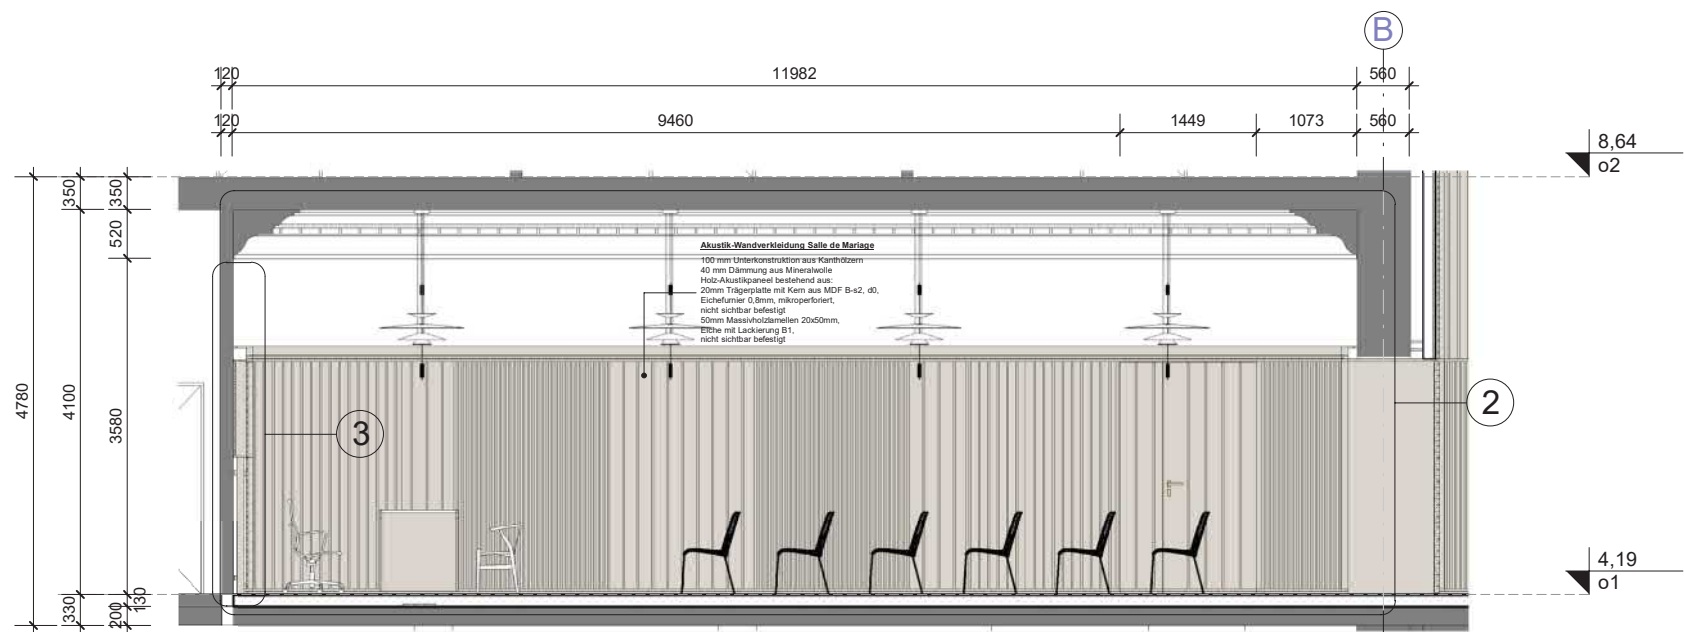 B
120
11982
560
120
9460
1449
1073
560
8,64
o2
350
350
520
4780
4100
3580
Akustik-Wandverkleidung Salle de Mariage
100 mm Unterkonstruktion aus Kanthölzern
40 mm Dämmung aus Mineralwolle
Holz-Akustikpaneel bestehend aus:
20mm Trägerplatte mit Kern aus MDF B-s2, d0,
Eichefurnier 0,8mm, mikroperforiert,
nicht sichtbar befestigt
50mm Massivholzlamellen 20x50mm,
Eiche mit Lackierung B1,
nicht sichtbar befestigt
2
3
4,19
o1
330
200
130